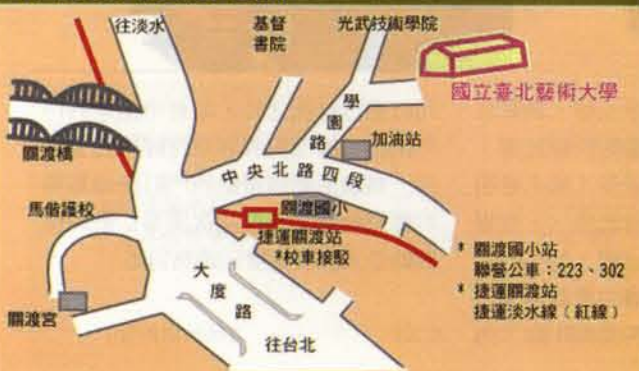 往淡水
基督
書院
光武技術學院
國立臺北藝術大學
學園路
加油站
關渡橋
中央北路四段
馬偕護校
關渡國小
捷運關渡站
*校車接駁
* 關渡國小站
聯營公車：223、302
* 捷運關渡站
捷運淡水線（紅線）
大度路
關渡宮
往台北